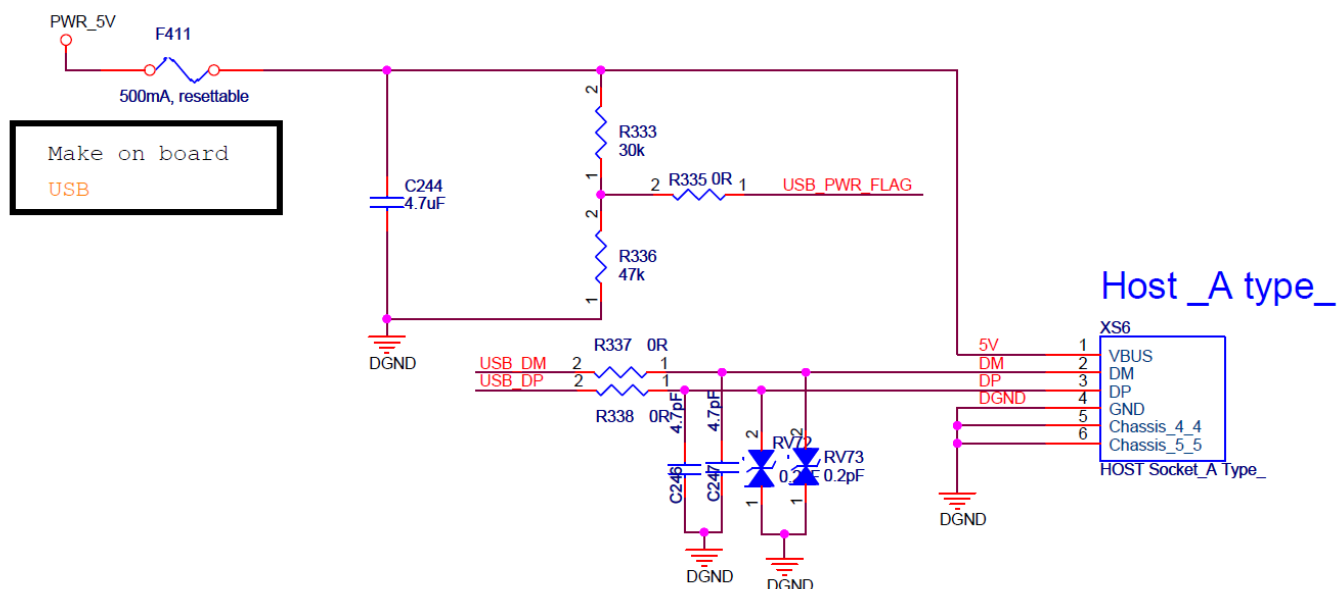 PWR_5V
F411
500mA, resettable
Make on board
USB
C244
4.7uF
2
R333
30k
1
2 R335 0R 1 USB_PWR_FLAG
2
R336
47k
1
DGND
Host _A type_
XS6
5V 1 VBUS
DM 2 DM
DP 3 DP
DGND 4 GND
5 Chassis_4_4
6 Chassis_5_5
HOST Socket_A Type_
DGND
R337 0R
USB_DM 2 1
USB_DP 2 1
R338 0R
4.7pF
4.7pF
C246
C247
2
RV72
1
2
RV73
0.2pF
1
DGND
DGND